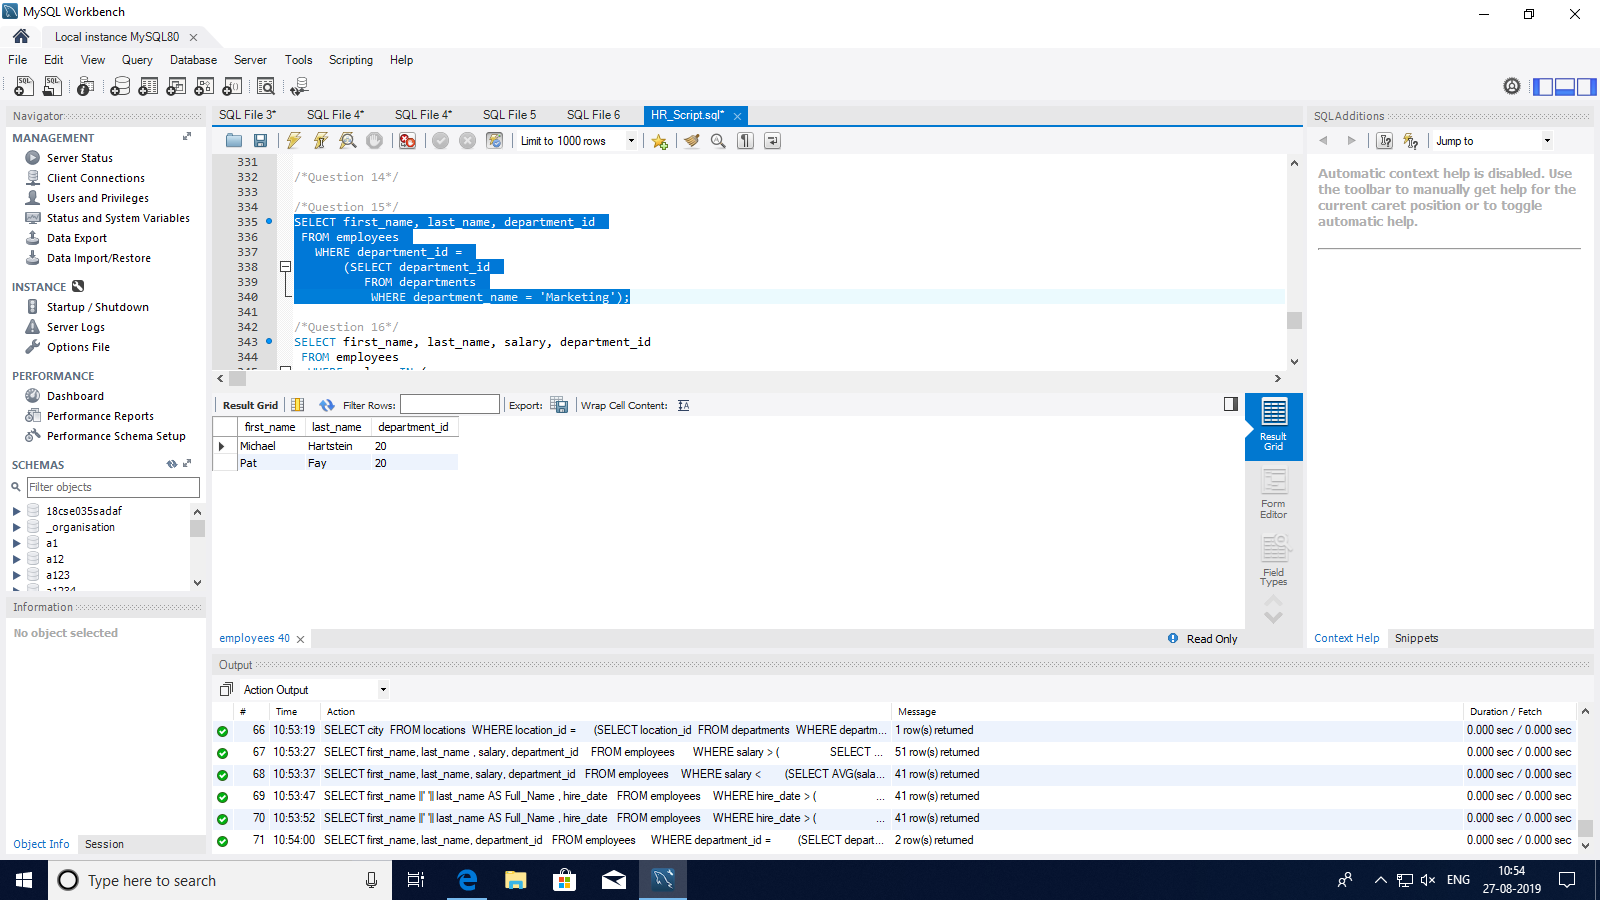 MySQL Workbench
Local instance MySQL80
File Edit View Query Database Server Tools Scripting Help
Navigator
MANAGEMENT
Server Status
Client Connections
Users and Privileges
Status and System Variables
Data Export
Data Import/Restore
INSTANCE
Startup / Shutdown
Server Logs
Options File
PERFORMANCE
Dashboard
Performance Reports
Performance Schema Setup
SCHEMAS
Filter objects
18cse035sadaf
_organisation
a1
a12
a123
Information
No object selected
Object Info Session
SQL File 3* SQL File 4* SQL File 4* SQL File 5 SQL File 6 HR_Script.sql*
Limit to 1000 rows
331
332 /*Question 14*/
333
334 /*Question 15*/
335 SELECT first_name, last_name, department_id
336 FROM employees
337 WHERE department_id =
338 (SELECT department_id
339 FROM departments
340 WHERE department_name = 'Marketing');
341
342 /*Question 16*/
343 SELECT first_name, last_name, salary, department_id
344 FROM employees
Result Grid Filter Rows: Export: Wrap Cell Content:
first_name last_name department_id
Michael Hartstein 20
Pat Fay 20
Result Grid
Form Editor
Field Types
employees 40
Read Only
SQLAdditions
Jump to
Automatic context help is disabled. Use
the toolbar to manually get help for the
current caret position or to toggle
automatic help.
Context Help Snippets
Output
Action Output
# Time Action Message Duration / Fetch
66 10:53:19 SELECT city FROM locations WHERE location_id = (SELECT location_id FROM departments WHERE departm... 1 row(s) returned 0.000 sec / 0.000 sec
67 10:53:27 SELECT first_name, last_name , salary, department_id FROM employees WHERE salary > ( SELECT ... 51 row(s) returned 0.000 sec / 0.000 sec
68 10:53:37 SELECT first_name, last_name, salary, department_id FROM employees WHERE salary < (SELECT AVG(sala... 41 row(s) returned 0.000 sec / 0.000 sec
69 10:53:47 SELECT first_name last_name AS Full_Name , hire_date FROM employees WHERE hire_date > ( ... 41 row(s) returned 0.000 sec / 0.000 sec
70 10:53:52 SELECT first_name last_name AS Full_Name , hire_date FROM employees WHERE hire_date > ( ... 41 row(s) returned 0.000 sec / 0.000 sec
71 10:54:00 SELECT first_name, last_name, department_id FROM employees WHERE department_id = (SELECT depart... 2 row(s) returned 0.000 sec / 0.000 sec
Type here to search
ENG
10:54
27-08-2019